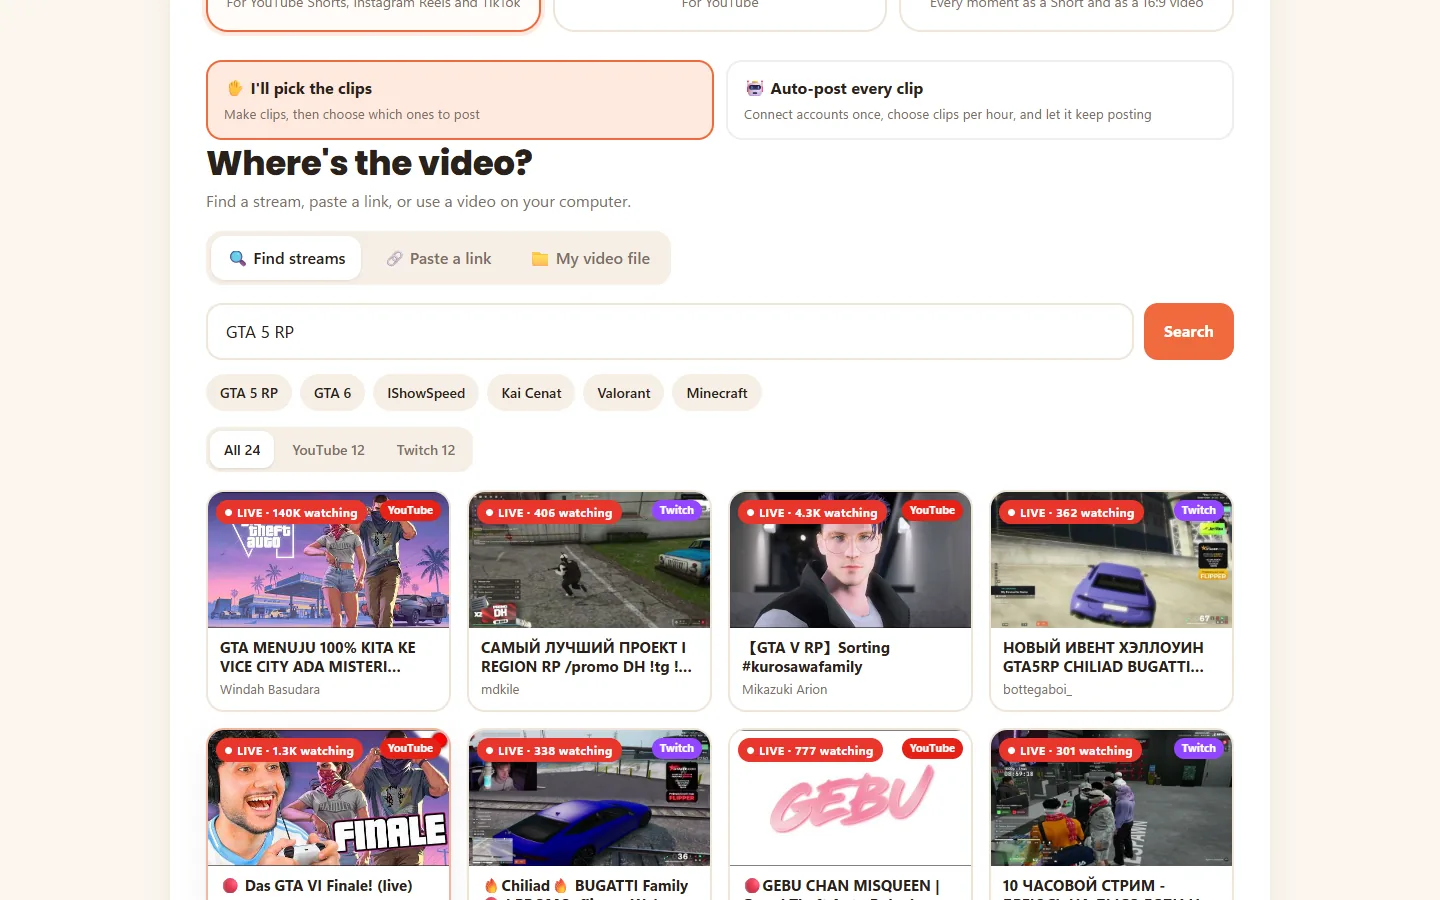 For YouTube Shorts, Instagram Reels and TikTok
For YouTube
Every moment as a Short and as a 16:9 video
I'll pick the clips
Make clips, then choose which ones to post
Auto-post every clip
Connect accounts once, choose clips per hour, and let it keep posting
Where's the video?
Find a stream, paste a link, or use a video on your computer.
Find streams
Paste a link
My video file
GTA 5 RP
Search
GTA 5 RP
GTA 6
IShowSpeed
Kai Cenat
Valorant
Minecraft
All 24
YouTube 12
Twitch 12
LIVE · 140K watching
YouTube
theft
auto
GTA MENUJU 100% KITA KE
VICE CITY ADA MISTERI...
Windah Basudara
LIVE · 406 watching
Twitch
DH
САМЫЙ ЛУЧШИЙ ПРОЕКТ I
REGION RP /promo DH !tg !...
mdkile
LIVE · 4.3K watching
YouTube
【GTA V RP】Sorting
#kurosawafamily
Mikazuki Arion
LIVE · 362 watching
Twitch
FLIPPER
67
НОВЫЙ ИВЕНТ ХЭЛЛОУИН
GTA5RP CHILIAD BUGATTI...
bottegaboi_
LIVE · 1.3K watching
YouTube
FINALE
Das GTA VI Finale! (live)
LIVE · 338 watching
Twitch
FLIPPER
36
Chiliad BUGATTI Family
LIVE · 777 watching
YouTube
GEBU
GEBU CHAN MISQUEEN |
LIVE · 301 watching
Twitch
10 ЧАСОВОЙ СТРИМ -